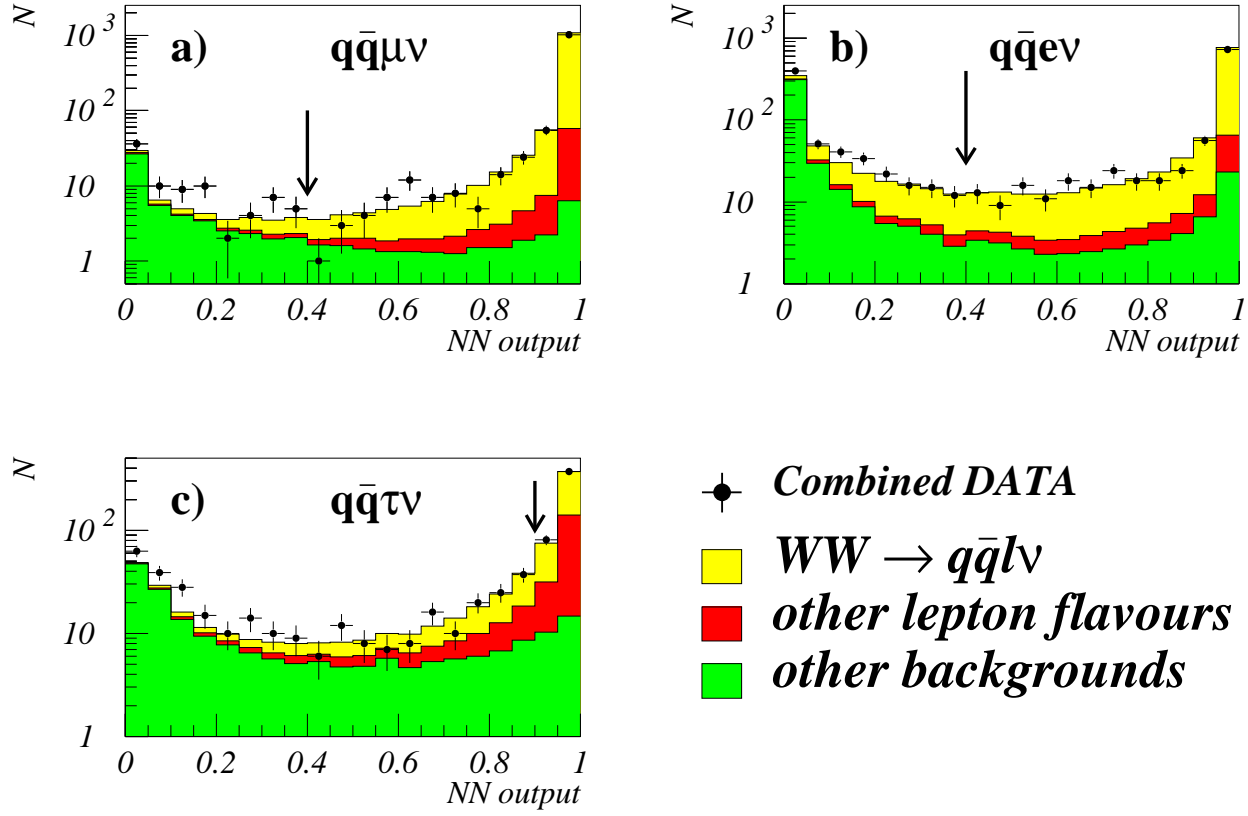 N
10³
10²
10
1
a)
qq̄μν
0 0.2 0.4 0.6 0.8 1
NN output
N
10³
10²
10
1
b)
qq̄eν
0 0.2 0.4 0.6 0.8 1
NN output
N
10²
10
1
c)
qq̄τν
0 0.2 0.4 0.6 0.8 1
NN output
Combined DATA
WW → qq̄lν
other lepton flavours
other backgrounds